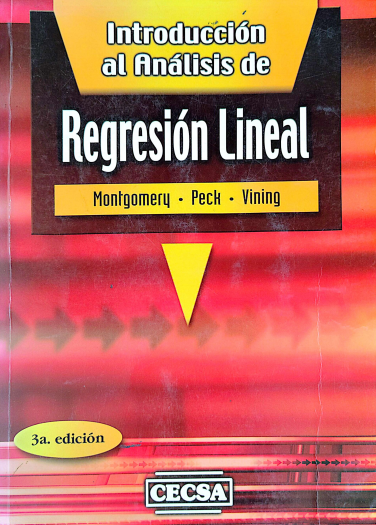 Introducción
al Análisis de
Regresión Lineal
Montgomery · Peck · Vining
3a. edición
CECSA